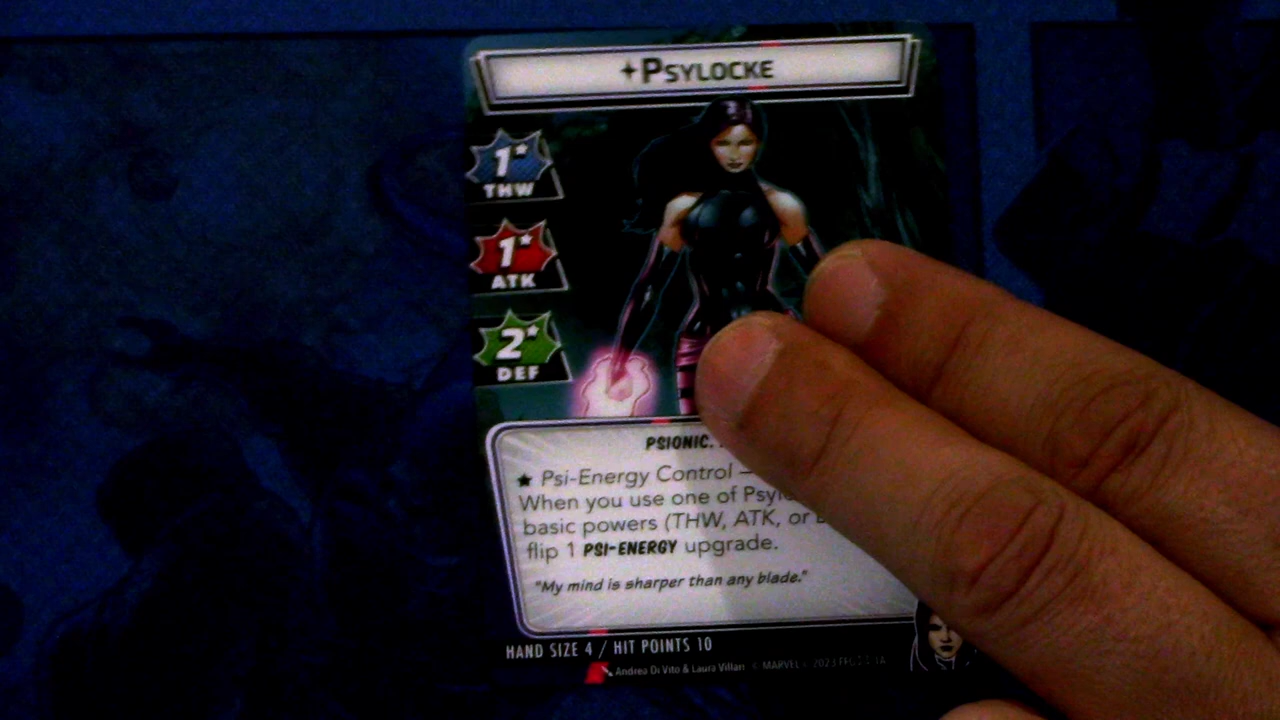 PSYLOCKE
1
THW
1
ATK
2
DEF
PSIONIC.
★ Psi-Energy Control —
When you use one of
basic powers (THW, ATK, or
flip 1 PSI-ENERGY upgrade.
"My mind is sharper than any blade."
HAND SIZE 4 / HIT POINTS 10
Andrea Di Vito & Laura Villari © MARVEL © 2023 FFG